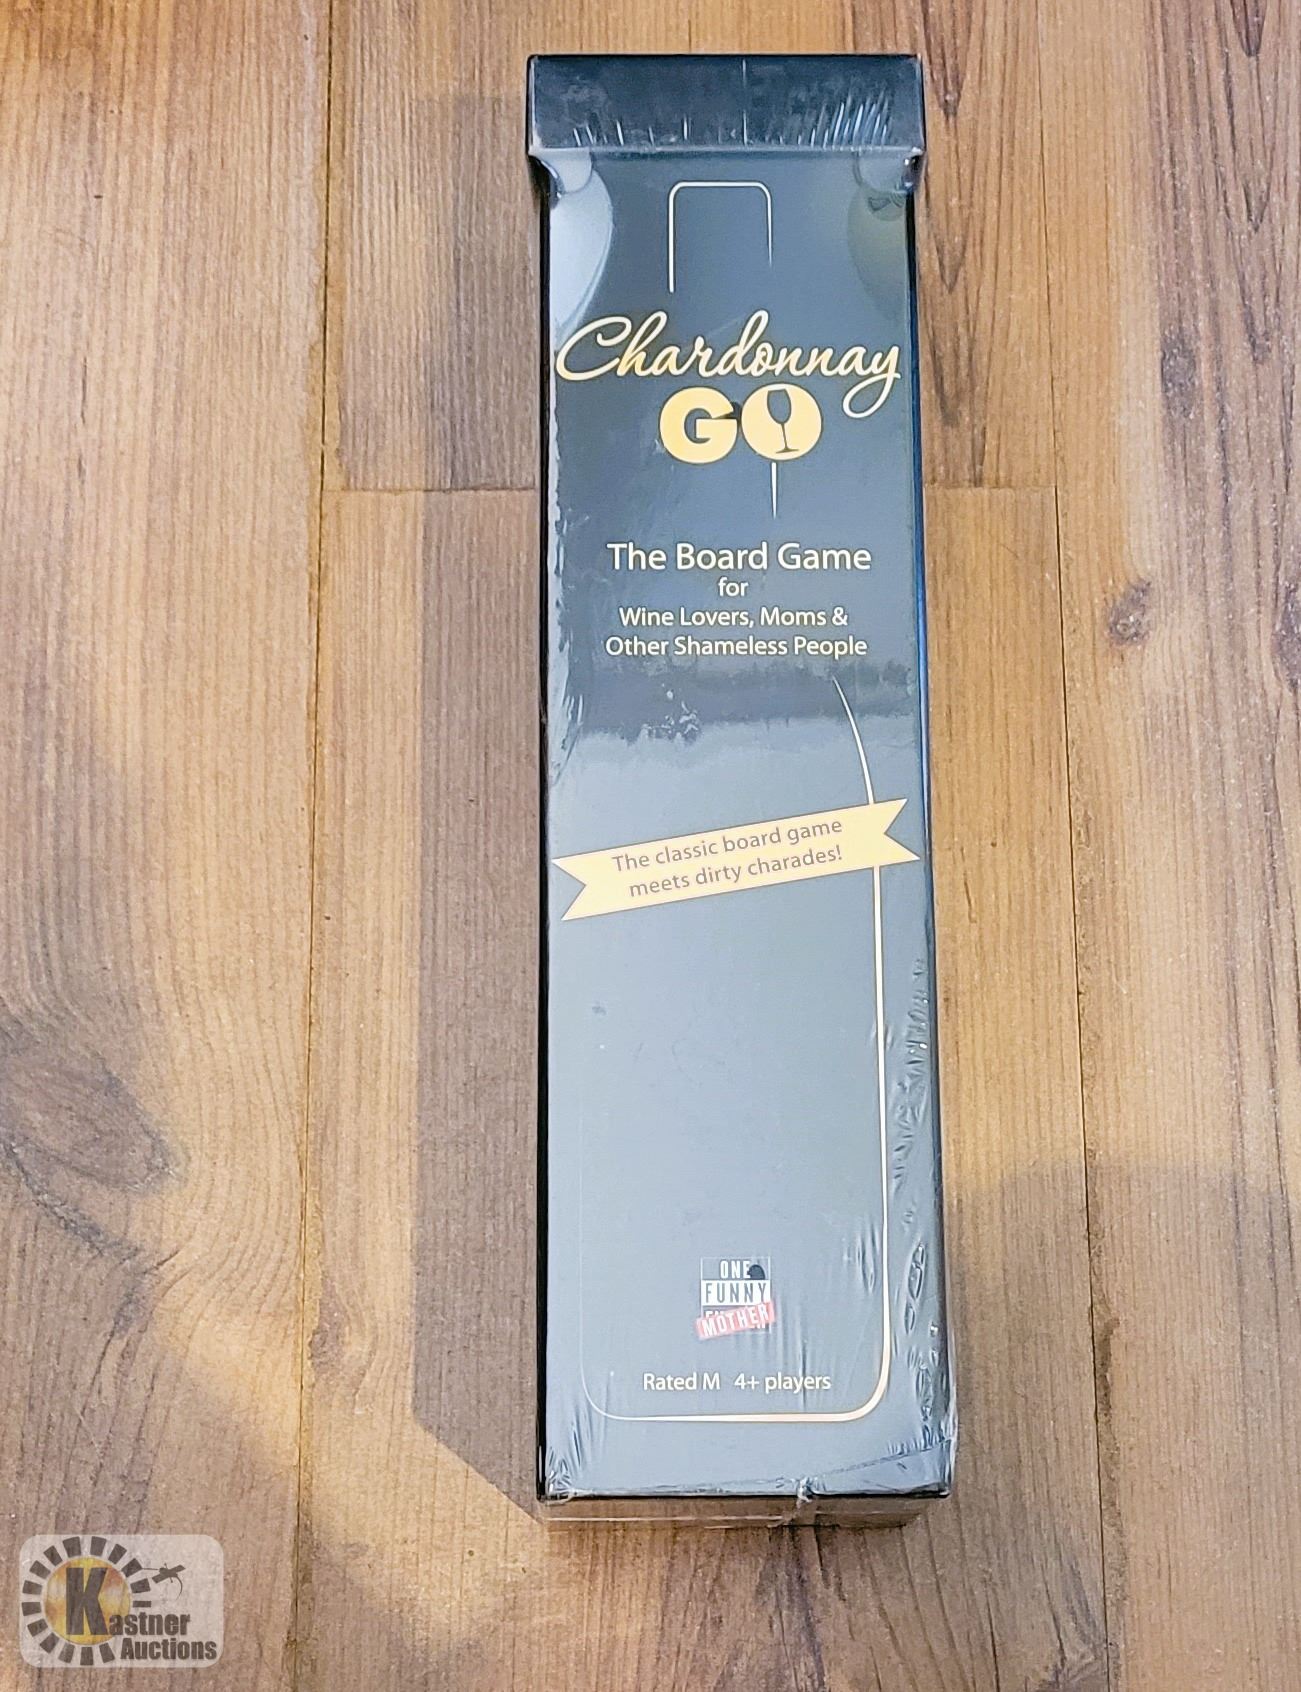 Chardonnay
GO
The Board Game
for
Wine Lovers, Moms &
Other Shameless People
The classic board game
meets dirty charades!
ONE
FUNNY
MOTHER
Rated M 4+ players
Kastner
Auctions